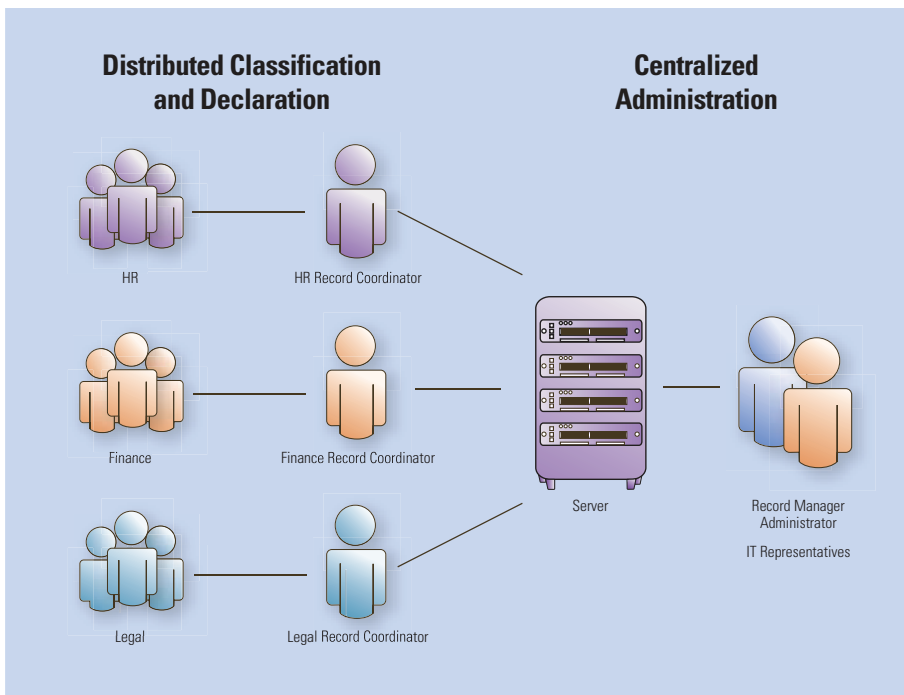 Distributed Classification
and Declaration
Centralized
Administration
HR
HR Record Coordinator
Finance
Finance Record Coordinator
Server
Record Manager
Administrator
IT Representatives
Legal
Legal Record Coordinator